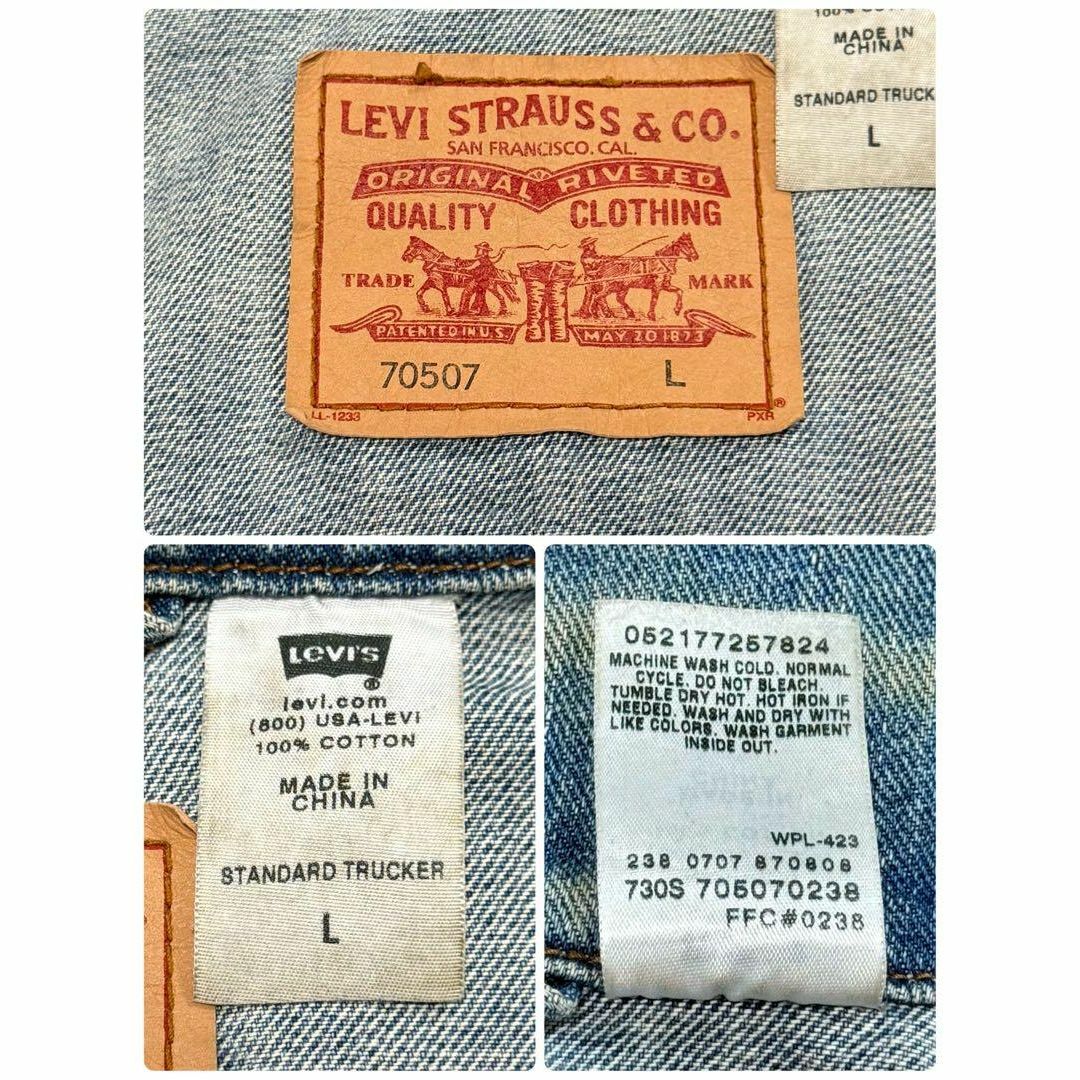 LEVI STRAUSS & CO.
SAN FRANCISCO. CAL.
ORIGINAL RIVETED
QUALITY CLOTHING
TRADE MARK
PATENTED IN U.S. MAY 20 1873
70507 L
LL-1233 PXR ®
MADE IN
CHINA
STANDARD TRUCK
L
LEVI'S
®
levi.com
(800) USA-LEVI
100% COTTON
MADE IN
CHINA
STANDARD TRUCKER
L
052177257824
MACHINE WASH COLD. NORMAL
CYCLE. DO NOT BLEACH.
TUMBLE DRY HOT. HOT IRON IF
NEEDED. WASH AND DRY WITH
LIKE COLORS. WASH GARMENT
INSIDE OUT.
WPL-423
238 0707 870808
730S 705070238
FFC#0238